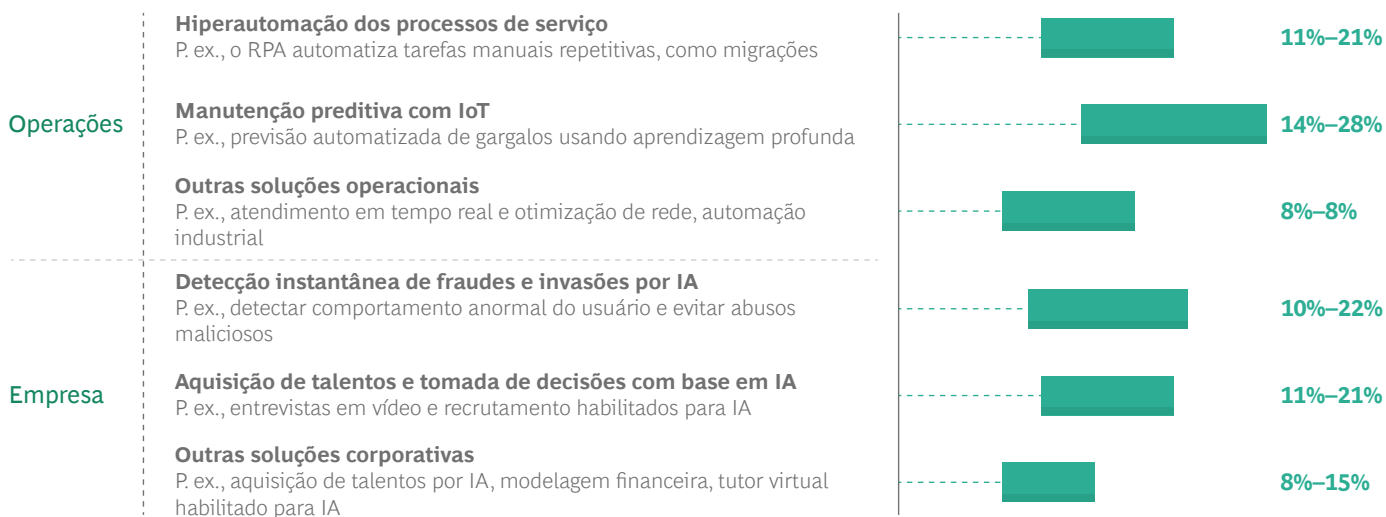 Hiperautomação dos processos de serviço
P. ex., o RPA automatiza tarefas manuais repetitivas, como migrações
11%–21%
Operações
Manutenção preditiva com IoT
P. ex., previsão automatizada de gargalos usando aprendizagem profunda
14%–28%
Outras soluções operacionais
P. ex., atendimento em tempo real e otimização de rede, automação
industrial
8%–8%
Detecção instantânea de fraudes e invasões por IA
P. ex., detectar comportamento anormal do usuário e evitar abusos
maliciosos
10%–22%
Empresa
Aquisição de talentos e tomada de decisões com base em IA
P. ex., entrevistas em vídeo e recrutamento habilitados para IA
11%–21%
Outras soluções corporativas
P. ex., aquisição de talentos por IA, modelagem financeira, tutor virtual
habilitado para IA
8%–15%